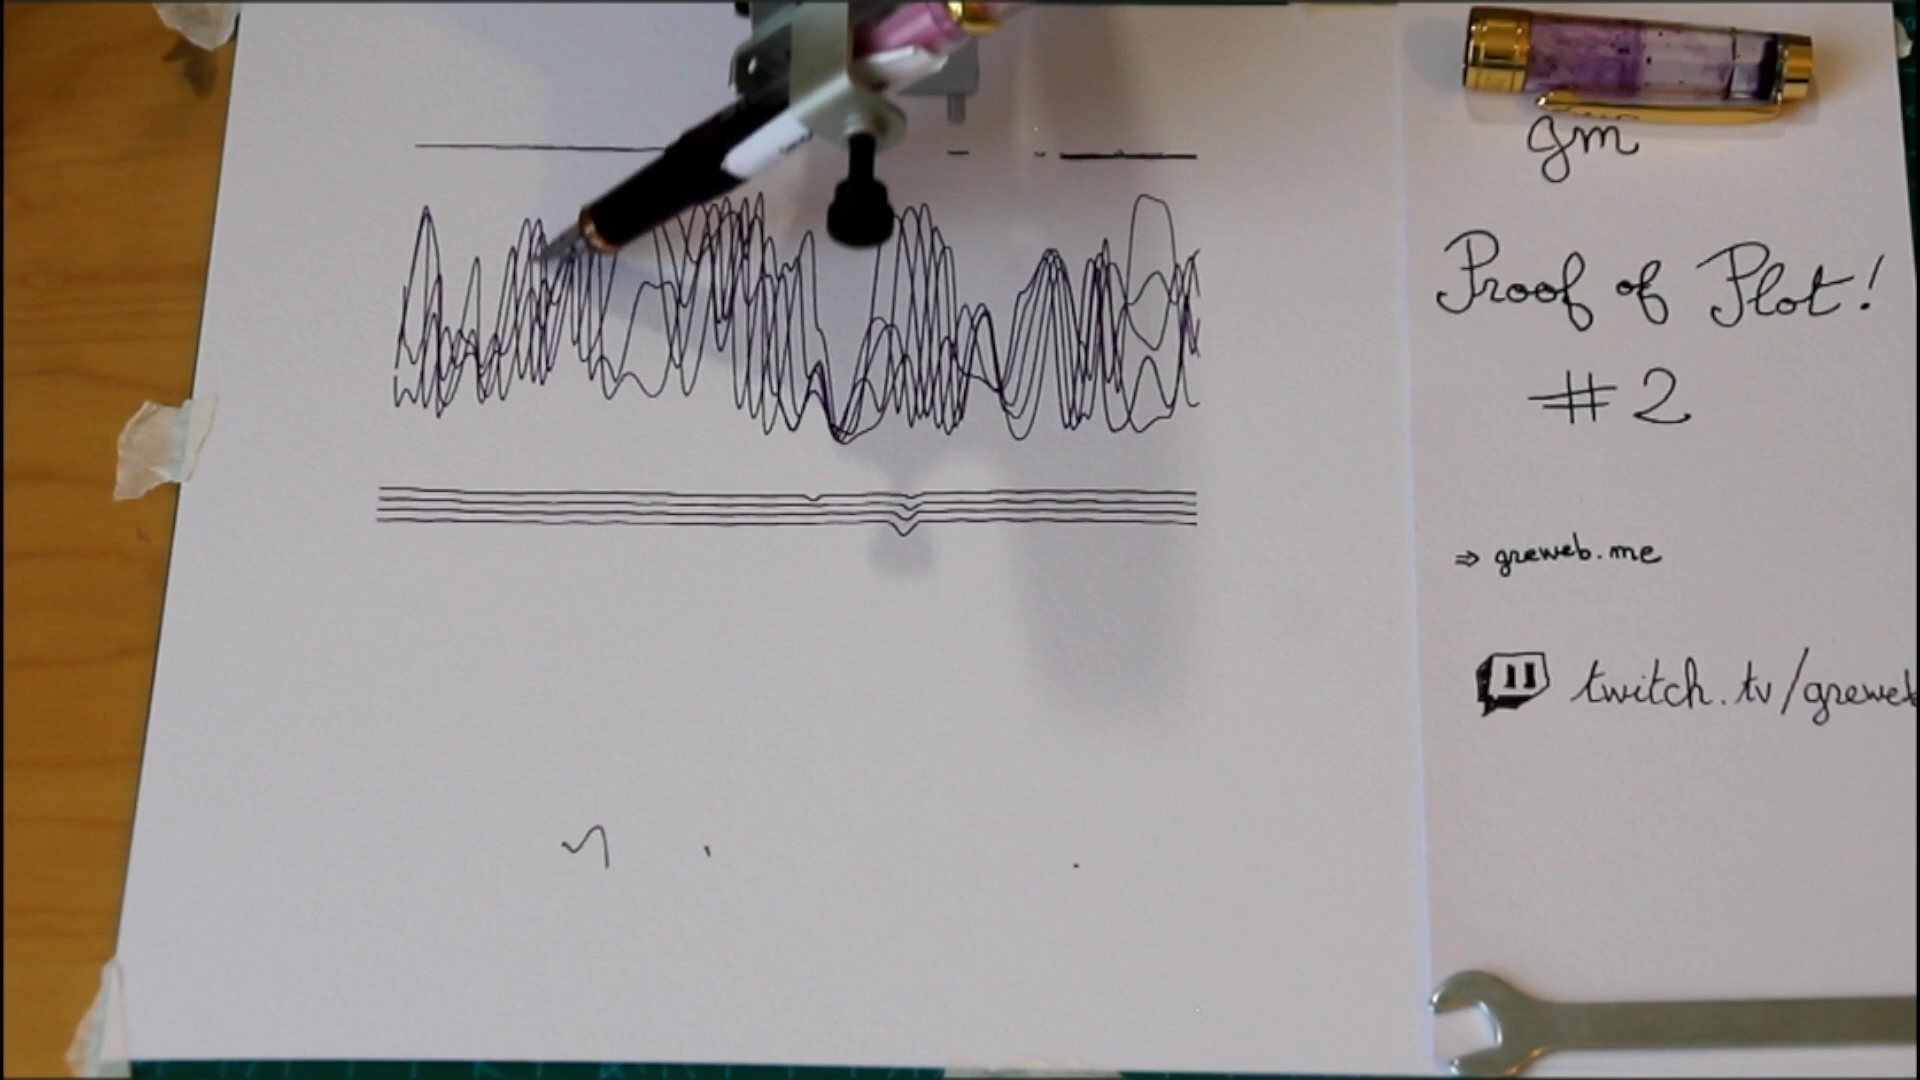 gm
Proof of Plot!
#2
⇒ greweb.me
twitch.tv/greweb